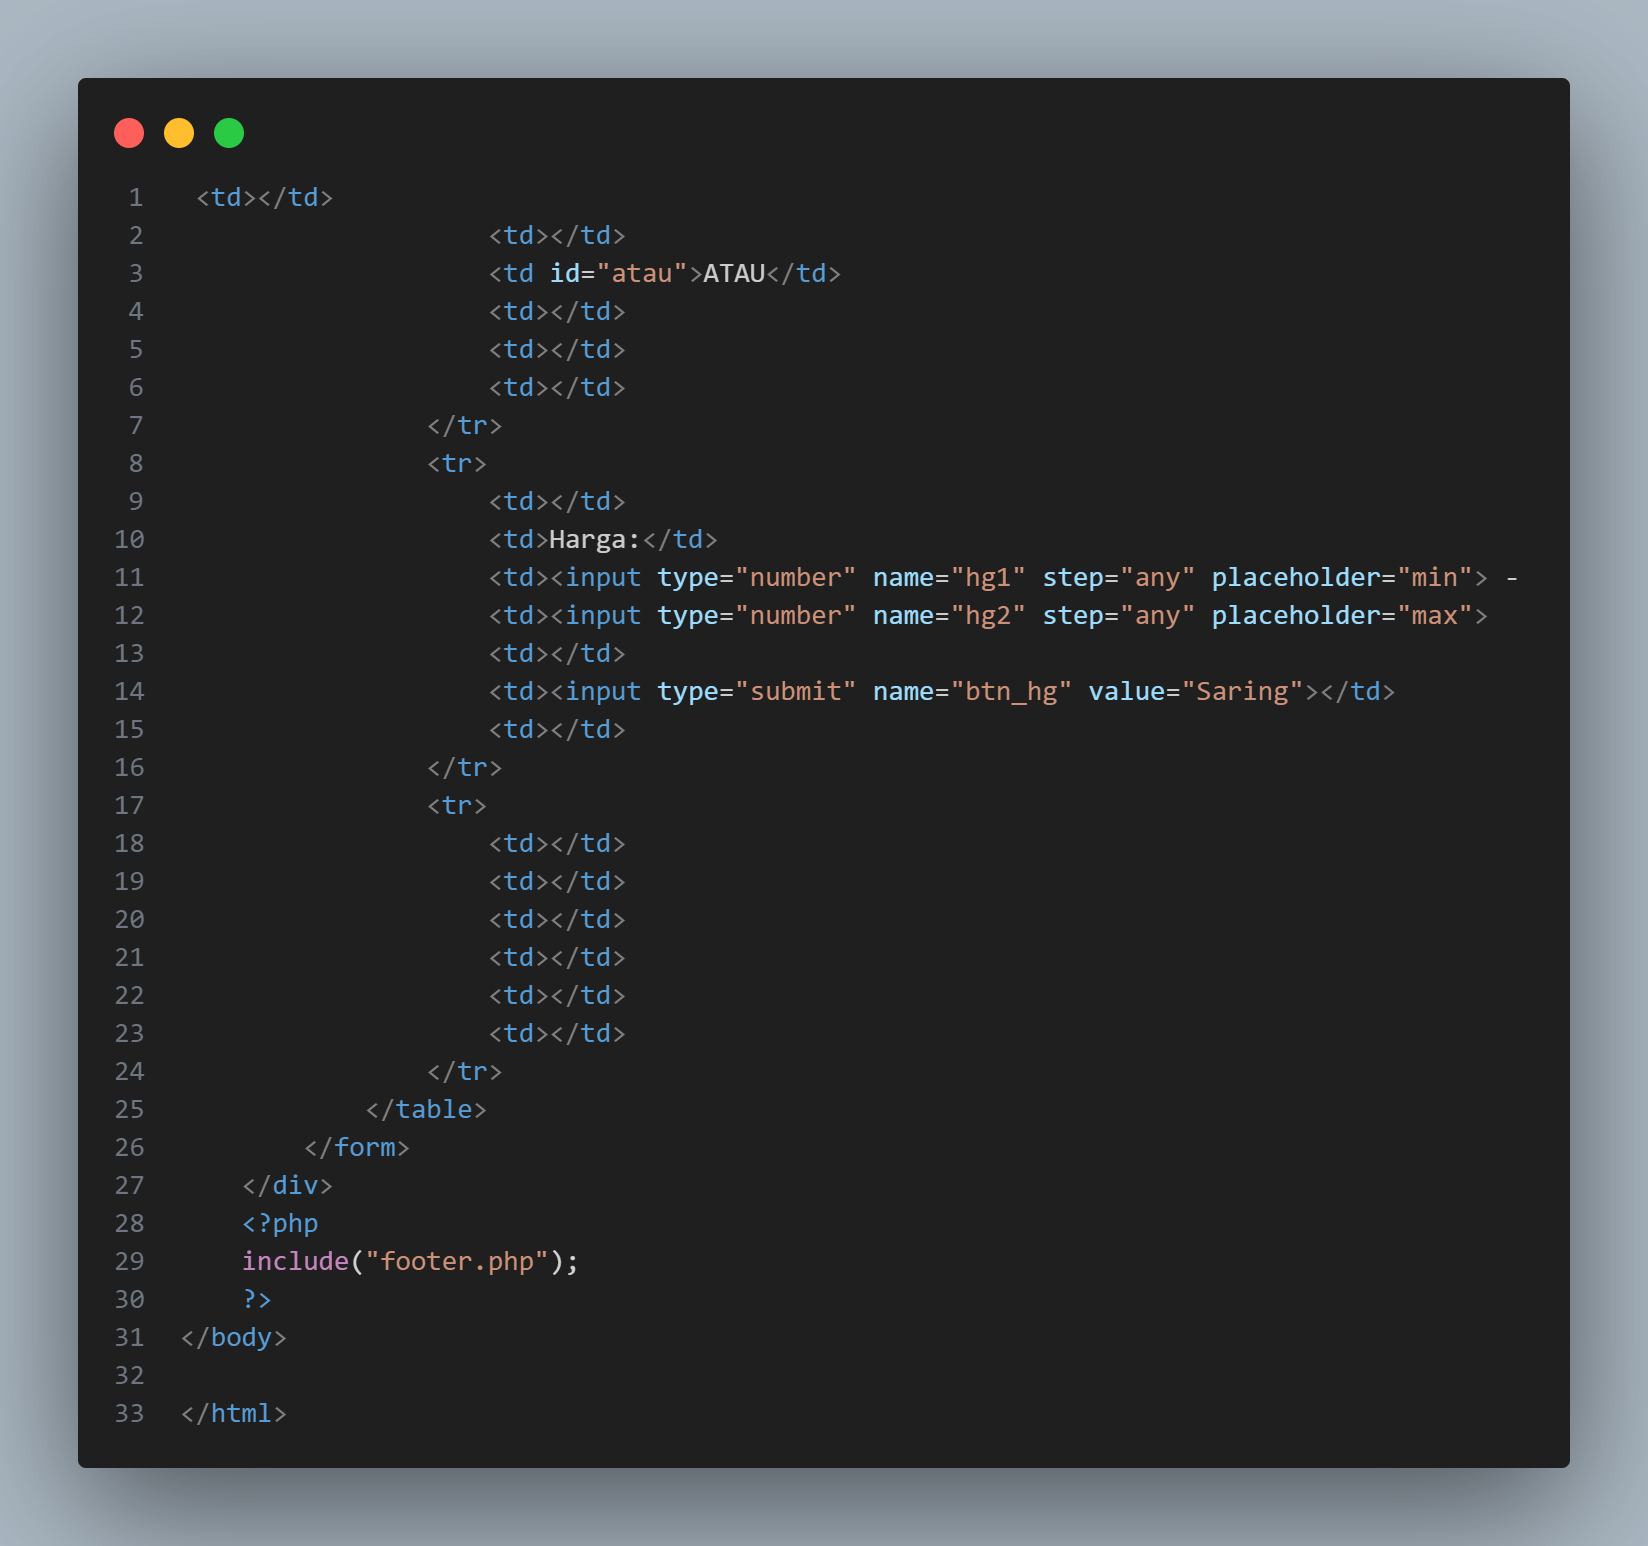 1 <td></td>
2 <td></td>
3 <td id="atau">ATAU</td>
4 <td></td>
5 <td></td>
6 <td></td>
7 </tr>
8 <tr>
9 <td></td>
10 <td>Harga:</td>
11 <td><input type="number" name="hg1" step="any" placeholder="min"> -
12 <td><input type="number" name="hg2" step="any" placeholder="max">
13 <td></td>
14 <td><input type="submit" name="btn_hg" value="Saring"></td>
15 <td></td>
16 </tr>
17 <tr>
18 <td></td>
19 <td></td>
20 <td></td>
21 <td></td>
22 <td></td>
23 <td></td>
24 </tr>
25 </table>
26 </form>
27 </div>
28 <?php
29 include("footer.php");
30 ?>
31 </body>
32
33 </html>